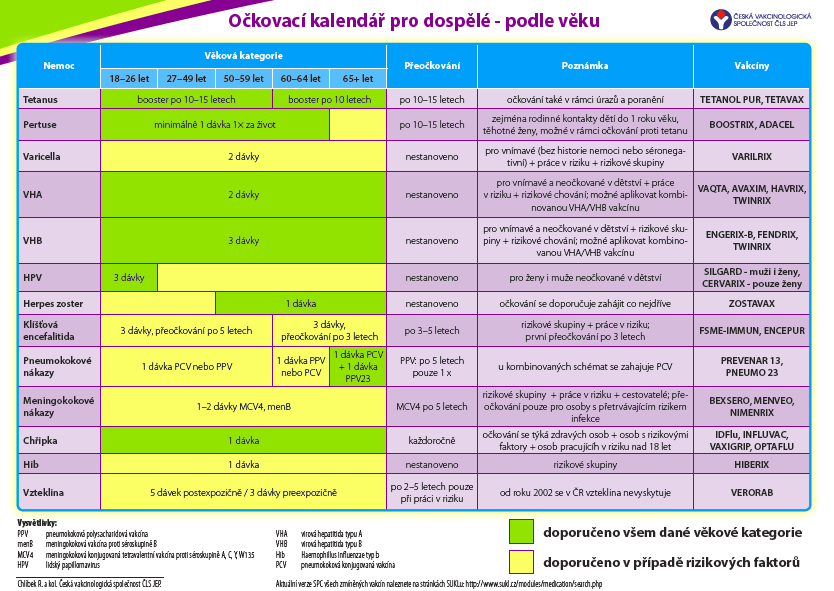 Očkovací kalendář pro dospělé - podle věku
ČESKÁ VAKCINOLOGICKÁ
SPOLEČNOST ČLS JEP
Nemoc
Věková kategorie
18–26 let
27–49 let
50–59 let
60–64 let
65+ let
Přeočkování
Poznámka
Vakcíny
Tetanus
booster po 10–15 letech
booster po 10 letech
po 10–15 letech
očkování také v rámci úrazů a poranění
TETANOL PUR, TETAVAX
Pertuse
minimálně 1 dávka 1× za život
po 10–15 letech
zejména rodinné kontakty dětí do 1 roku věku,
těhotné ženy, možné v rámci očkování proti tetanu
BOOSTRIX, ADACEL
Varicella
2 dávky
nestanoveno
pro vnímavé (bez historie nemoci nebo séronega-
tivní) + práce v riziku + rizikové skupiny
VARILRIX
VHA
2 dávky
nestanoveno
pro vnímavé a neočkované v dětství + práce
v riziku + rizikové chování; možné aplikovat kombi-
novanou VHA/VHB vakcínu
VAQTA, AVAXIM, HAVRIX,
TWINRIX
VHB
3 dávky
nestanoveno
pro vnímavé a neočkované v dětství + rizikové sku-
piny + rizikové chování; možné aplikovat kombino-
vanou VHA/VHB vakcínu
ENGERIX-B, FENDRIX,
TWINRIX
HPV
3 dávky
nestanoveno
pro ženy i muže neočkované v dětství
SILGARD - muži i ženy,
CERVARIX - pouze ženy
Herpes zoster
1 dávka
nestanoveno
očkování se doporučuje zahájit co nejdříve
ZOSTAVAX
Klíšťová
encefalitida
3 dávky, přeočkování po 5 letech
3 dávky,
přeočkování po 3 letech
po 3–5 letech
rizikové skupiny + práce v riziku;
první přeočkování po 3 letech
FSME-IMMUN, ENCEPUR
Pneumokokové
nákazy
1 dávka PCV nebo PPV
1 dávka PPV
nebo PCV
1 dávka PCV
+ 1 dávka
PPV23
PPV: po 5 letech
pouze 1 x
u kombinovaných schémat se zahajuje PCV
PREVENAR 13,
PNEUMO 23
Meningokokové
nákazy
1–2 dávky MCV4, menB
MCV4 po 5 letech
rizikové skupiny + práce v riziku + cestovatelé; pře-
očkování pouze pro osoby s přetrvávajícím rizikem
infekce
BEXSERO, MENVEO,
NIMENRIX
Chřipka
1 dávka
každoročně
očkování se týká zdravých osob + osob s rizikovými
faktory + osob pracujících v riziku nad 18 let
IDFlu, INFLUVAC,
VAXIGRIP, OPTAFLU
Hib
1 dávka
nestanoveno
rizikové skupiny
HIBERIX
Vzteklina
5 dávek postexpozičně / 3 dávky preexpozičně
po 2–5 letech pouze
při práci v riziku
od roku 2002 se v ČR vzteklina nevyskytuje
VERORAB
Vysvětlivky:
PPV pneumokoková polysacharidová vakcína
menB meningokoková vakcína proti séroskupině B
MCV4 meningokoková konjugovaná tetravalentní vakcína proti séroskupině A, C, Y, W135
HPV lidský papillomavirus
VHA virová hepatitida typu A
VHB virová hepatitida typu B
Hib Haemophilus influenzae typ b
PCV pneumokoková konjugovaná vakcína
doporučeno všem dané věkové kategorie
doporučeno v případě rizikových faktorů
Chlíbek R. a kol. Česká vakcinologická společnost ČLS JEP.
Aktuální verze SPC všech zmíněných vakcín naleznete na stránkách SUKLu: http://www.sukl.cz/modules/medication/search.php